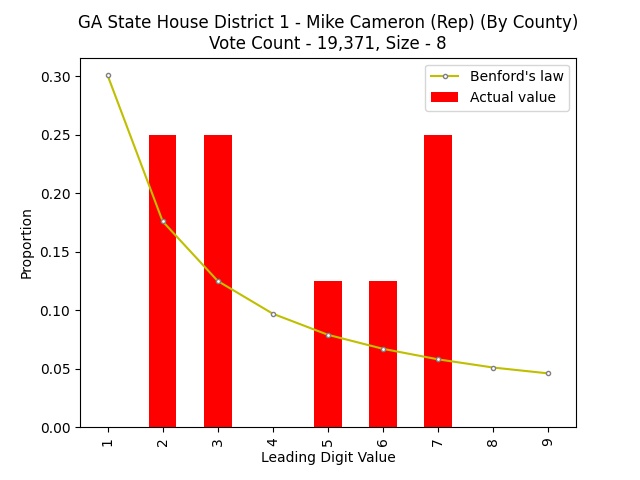 GA State House District 1 - Mike Cameron (Rep) (By County)
Vote Count - 19,371, Size - 8
Benford's law
Actual value
0.30
0.25
0.20
0.15
0.10
0.05
0.00
Proportion
1 2 3 4 5 6 7 8 9
Leading Digit Value